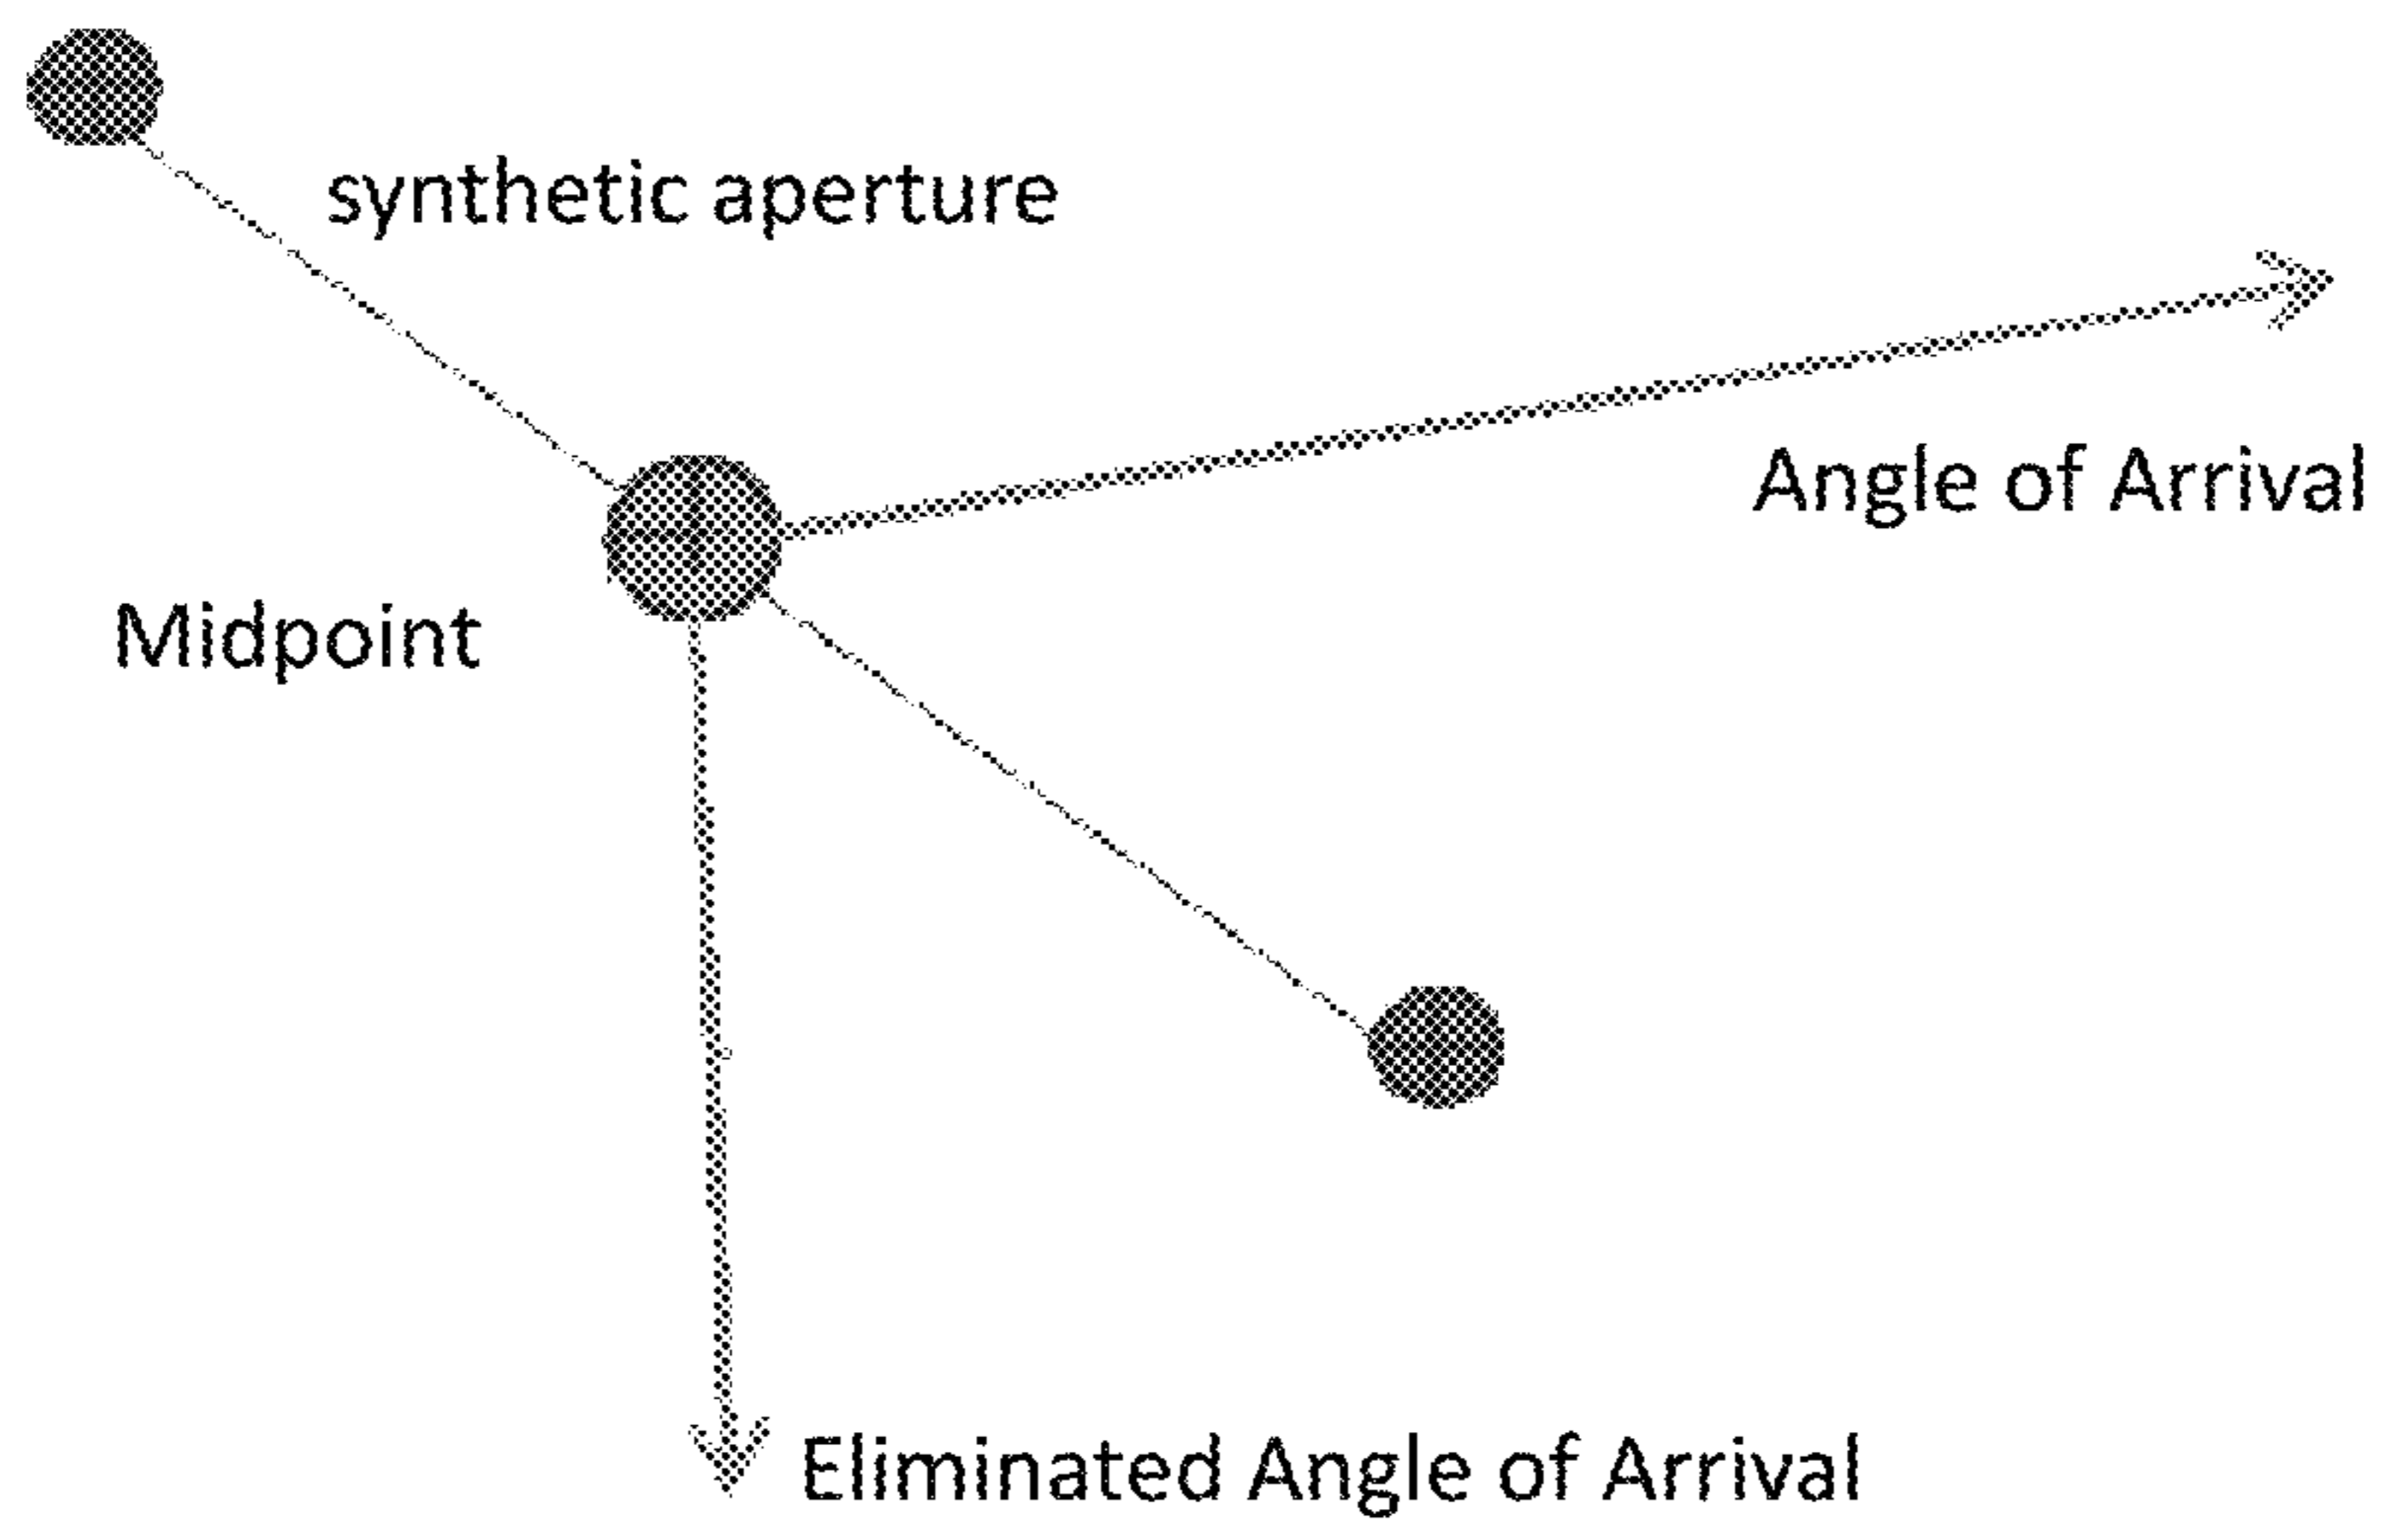 synthetic aperture
Angle of Arrival
Midpoint
Eliminated Angle of Arrival